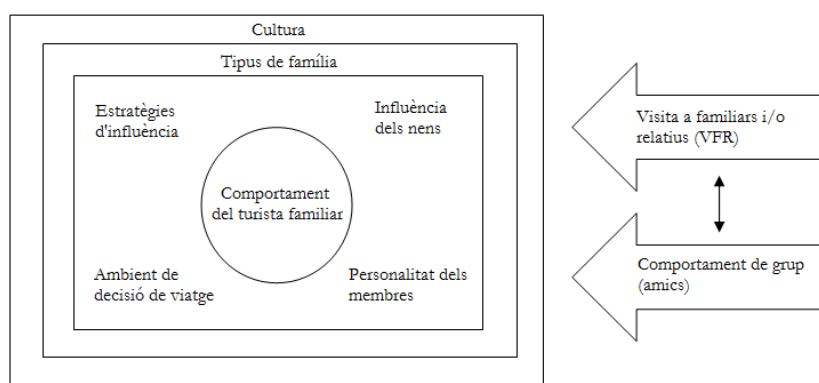 Cultura
Tipus de família
Estratègies
d'influència
Influència
dels nens
Comportament
del turista familiar
Ambient de
decisió de viatge
Personalitat dels
membres
Visita a familiars i/o
relatius (VFR)
Comportament de grup
(amics)